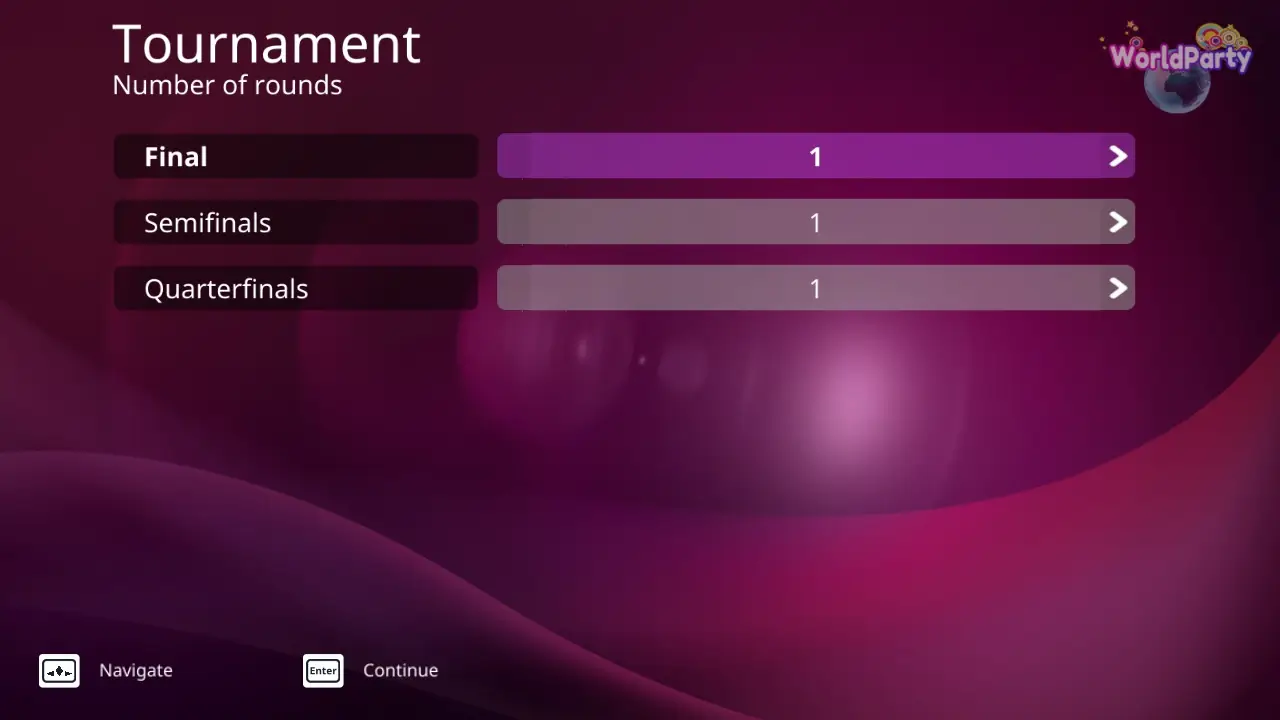 Tournament
Number of rounds
WorldParty
Final 1
Semifinals 1
Quarterfinals 1
Navigate
Enter Continue